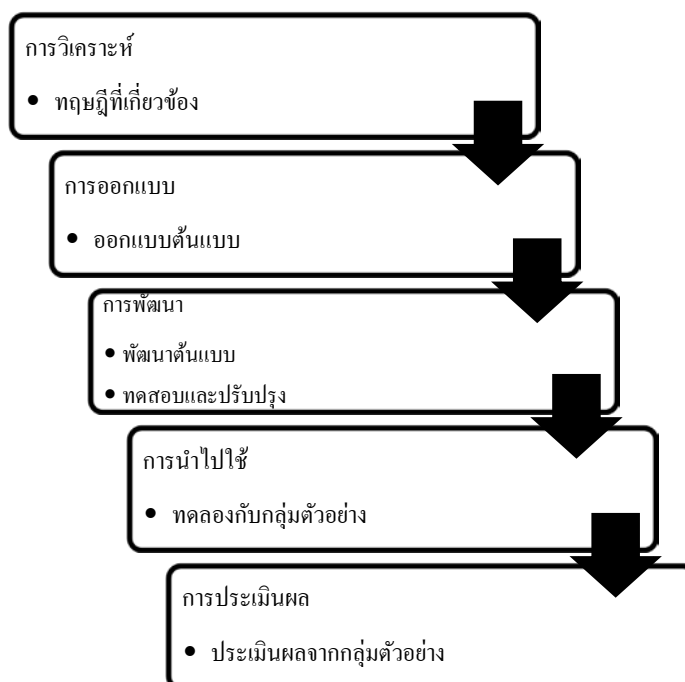 การวิเคราะห์
• ทฤษฎีที่เกี่ยวข้อง
การออกแบบ
• ออกแบบต้นแบบ
การพัฒนา
• พัฒนาต้นแบบ
• ทดสอบและปรับปรุง
การนำไปใช้
• ทดลองกับกลุ่มตัวอย่าง
การประเมินผล
• ประเมินผลจากกลุ่มตัวอย่าง